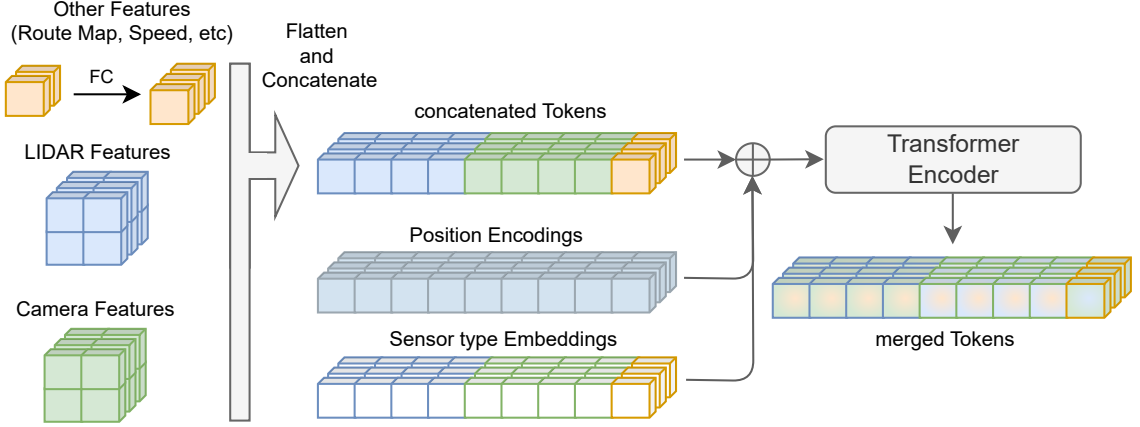 Other Features
(Route Map, Speed, etc)
FC
LIDAR Features
Camera Features
Flatten
and
Concatenate
concatenated Tokens
Position Encodings
Sensor type Embeddings
Transformer
Encoder
merged Tokens